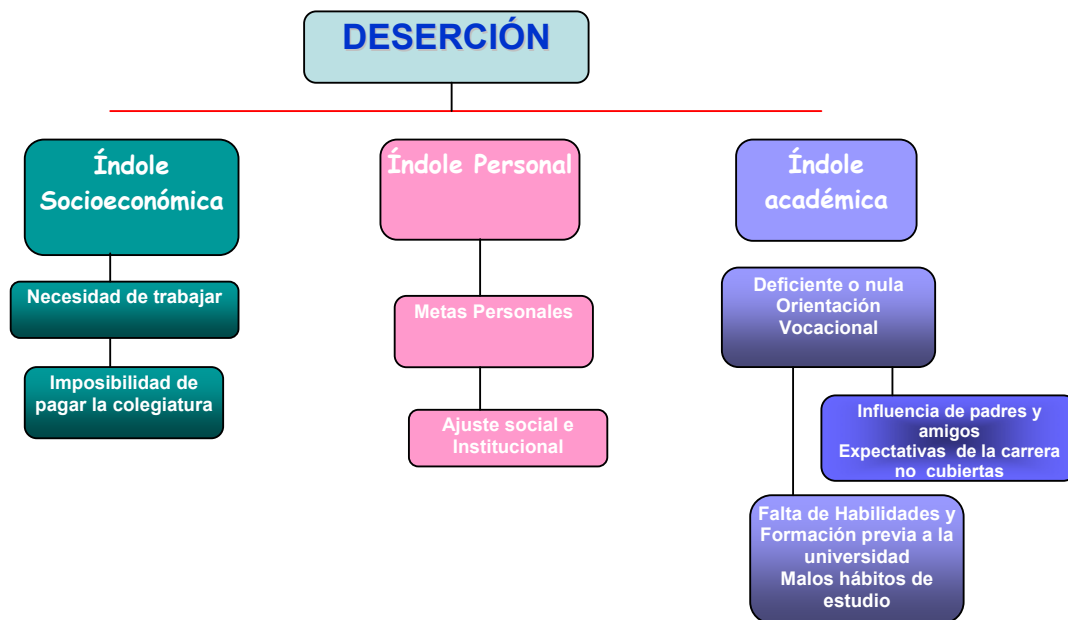 DESERCIÓN
Índole
Socioeconómica
Necesidad de trabajar
Imposibilidad de
pagar la colegiatura
Índole Personal
Metas Personales
Ajuste social e
Institucional
Índole
académica
Deficiente o nula
Orientación
Vocacional
Influencia de padres y
amigos
Expectativas de la carrera
no cubiertas
Falta de Habilidades y
Formación previa a la
universidad
Malos hábitos de
estudio